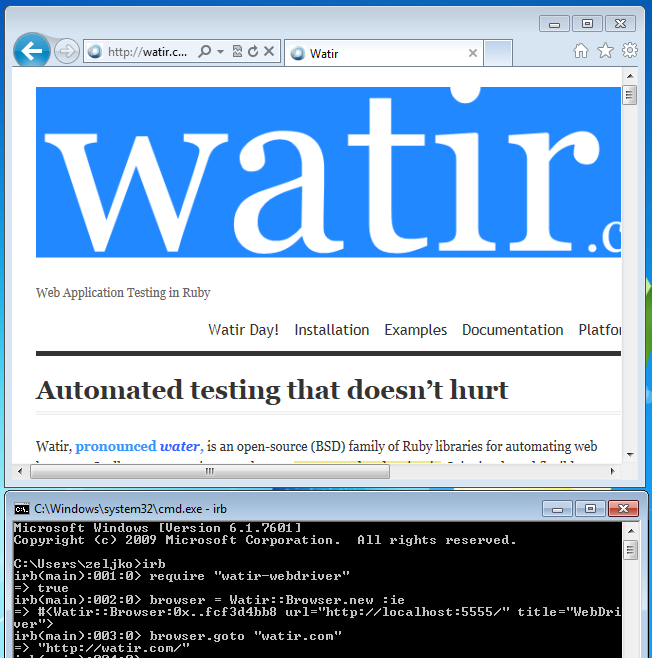 http://watir.c...
Watir
watir.c
Web Application Testing in Ruby
Watir Day! Installation Examples Documentation Platfor
Automated testing that doesn't hurt
Watir, pronounced water, is an open-source (BSD) family of Ruby libraries for automating web
C:\Windows\system32\cmd.exe - irb
Microsoft Windows [Version 6.1.7601]
Copyright (c) 2009 Microsoft Corporation. All rights reserved.
C:\Users\zeljko>irb
irb(main):001:0> require "watir-webdriver"
=> true
irb(main):002:0> browser = Watir::Browser.new :ie
=> #<Watir::Browser:0x..fcf3d4bb8 url="http://localhost:5555/" title="WebDri
ver">
irb(main):003:0> browser.goto "watir.com"
=> "http://watir.com/"
irb(main):004:0>